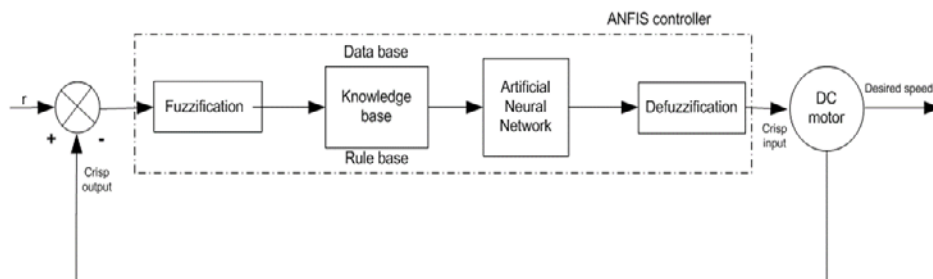 ANFIS controller
Data base
r
Fuzzification
Knowledge
base
Artificial
Neural
Network
Defuzzification
DC
motor
Desired speed
Rule base
+
-
Crisp
output
Crisp
input